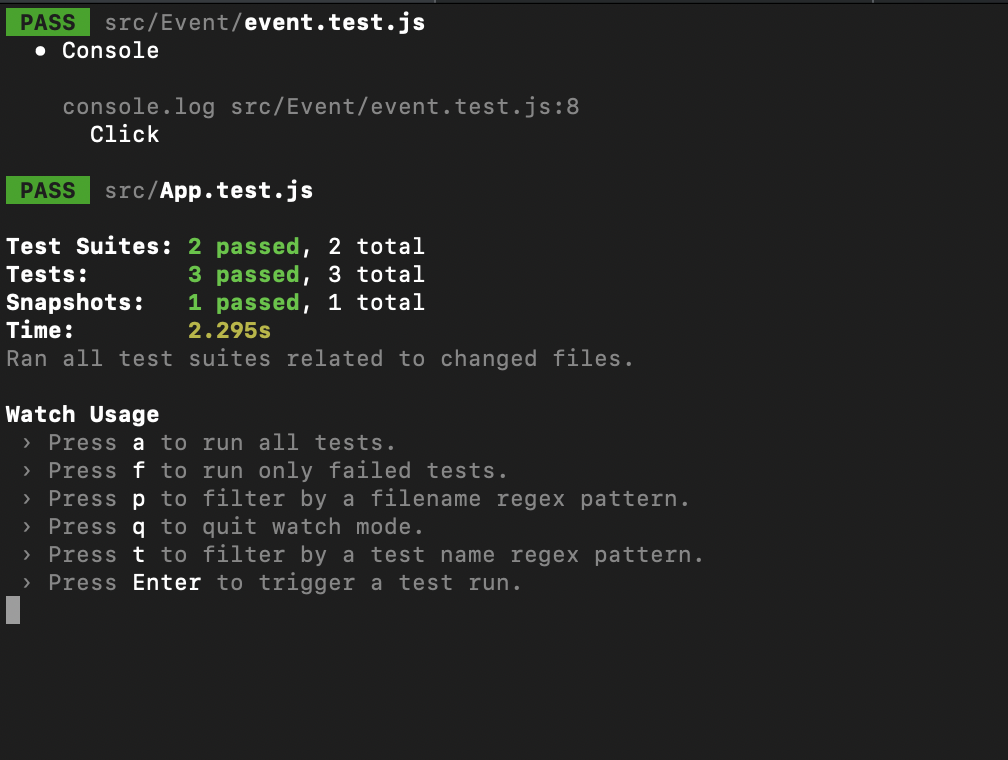 PASS src/Event/event.test.js
● Console
console.log src/Event/event.test.js:8
Click
PASS src/App.test.js
Test Suites: 2 passed, 2 total
Tests: 3 passed, 3 total
Snapshots: 1 passed, 1 total
Time: 2.295s
Ran all test suites related to changed files.
Watch Usage
› Press a to run all tests.
› Press f to run only failed tests.
› Press p to filter by a filename regex pattern.
› Press q to quit watch mode.
› Press t to filter by a test name regex pattern.
› Press Enter to trigger a test run.